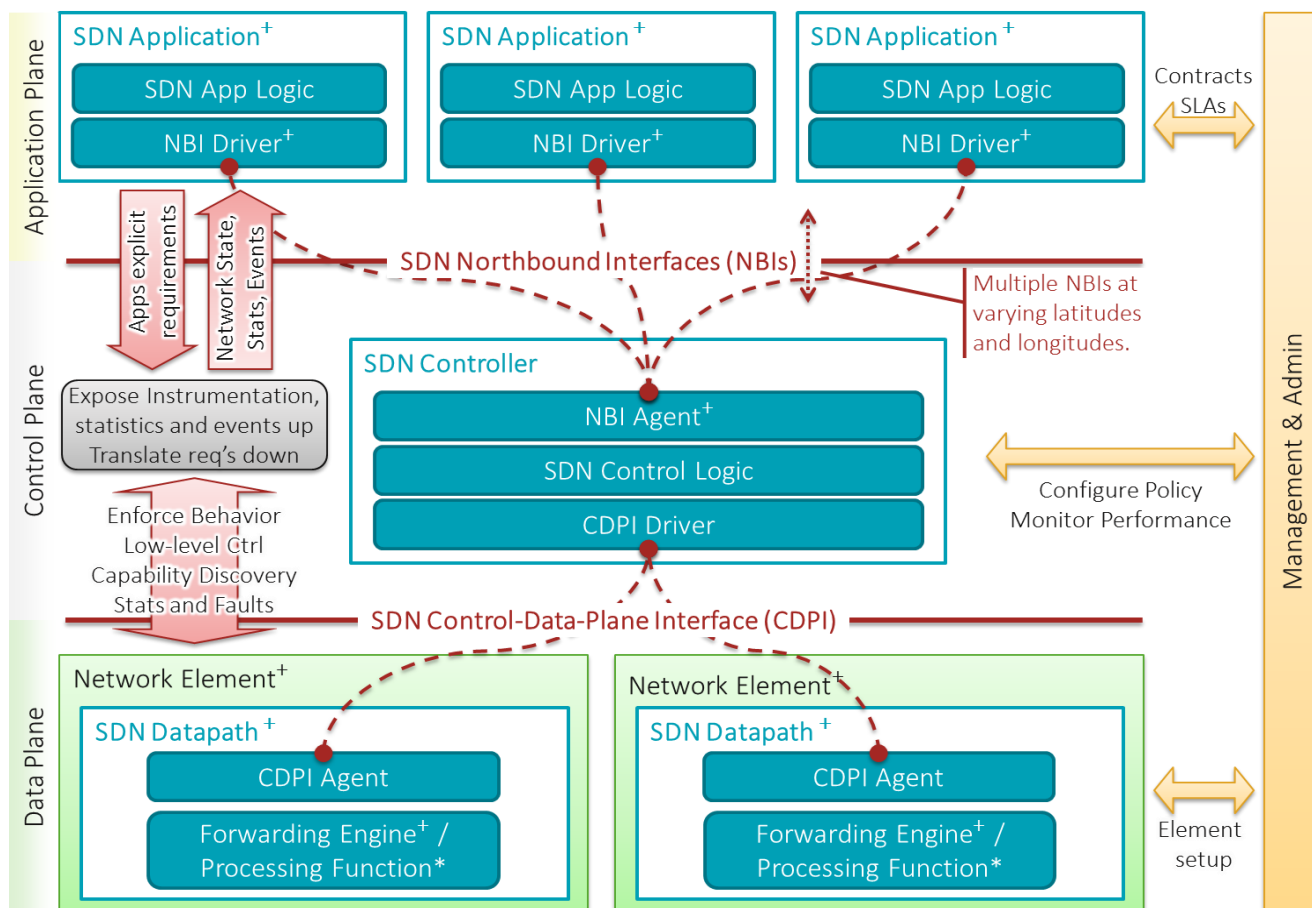 Application Plane
SDN Application+
SDN App Logic
NBI Driver+
SDN Application+
SDN App Logic
NBI Driver+
SDN Application+
SDN App Logic
NBI Driver+
Contracts
SLAs
Apps explicit
requirements
Network State,
Stats, Events
SDN Northbound Interfaces (NBIs)
Multiple NBIs at
varying latitudes
and longitudes.
Control Plane
Expose Instrumentation,
statistics and events up
Translate req's down
SDN Controller
NBI Agent+
SDN Control Logic
CDPI Driver
Configure Policy
Monitor Performance
Enforce Behavior
Low-level Ctrl
Capability Discovery
Stats and Faults
SDN Control-Data-Plane Interface (CDPI)
Data Plane
Network Element+
SDN Datapath+
CDPI Agent
Forwarding Engine+ /
Processing Function*
Network Element+
SDN Datapath+
CDPI Agent
Forwarding Engine+ /
Processing Function*
Element
setup
Management & Admin